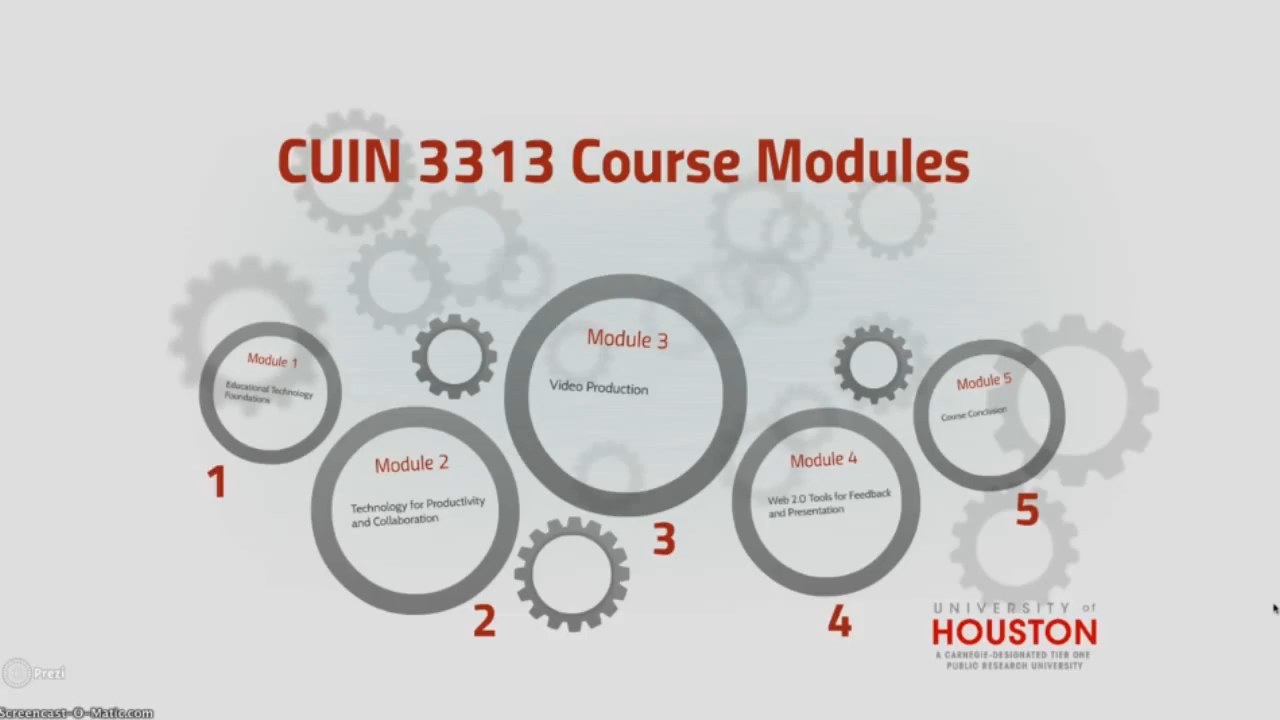 CUIN 3313 Course Modules
Module 1
Educational Technology
Foundations
1
Module 2
Technology for Productivity
and Collaboration
2
Module 3
Video Production
3
Module 4
Web 2.0 Tools for Feedback
and Presentation
4
Module 5
Course Conclusion
5
UNIVERSITY of
HOUSTON
A CARNEGIE-DESIGNATED TIER ONE
PUBLIC RESEARCH UNIVERSITY
Prezi
Screencast-O-Matic.com